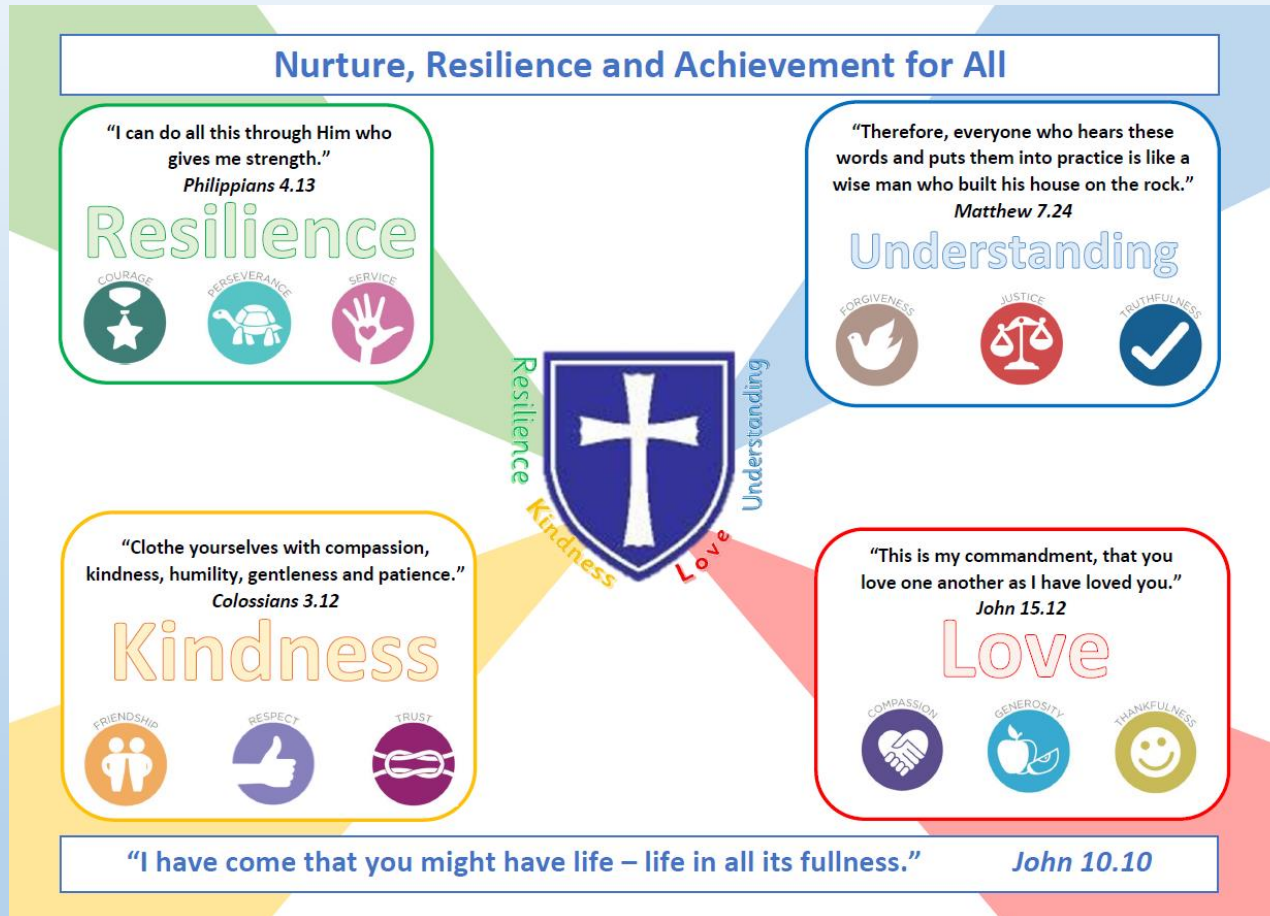 Nurture, Resilience and Achievement for All
“I can do all this through Him who
gives me strength.”
Philippians 4.13
Resilience
COURAGE
PERSEVERANCE
SERVICE
“Therefore, everyone who hears these
words and puts them into practice is like a
wise man who built his house on the rock.”
Matthew 7.24
Understanding
FORGIVENESS
JUSTICE
TRUTHFULNESS
Resilience
Kindness
Love
Understanding
“Clothe yourselves with compassion,
kindness, humility, gentleness and patience.”
Colossians 3.12
Kindness
FRIENDSHIP
RESPECT
TRUST
“This is my commandment, that you
love one another as I have loved you.”
John 15.12
Love
COMPASSION
GENEROSITY
THANKFULNESS
“I have come that you might have life – life in all its fullness.” John 10.10